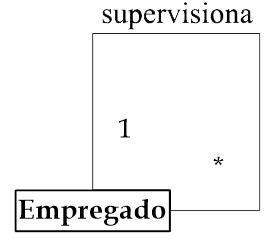 supervisiona
1
*
Empregado